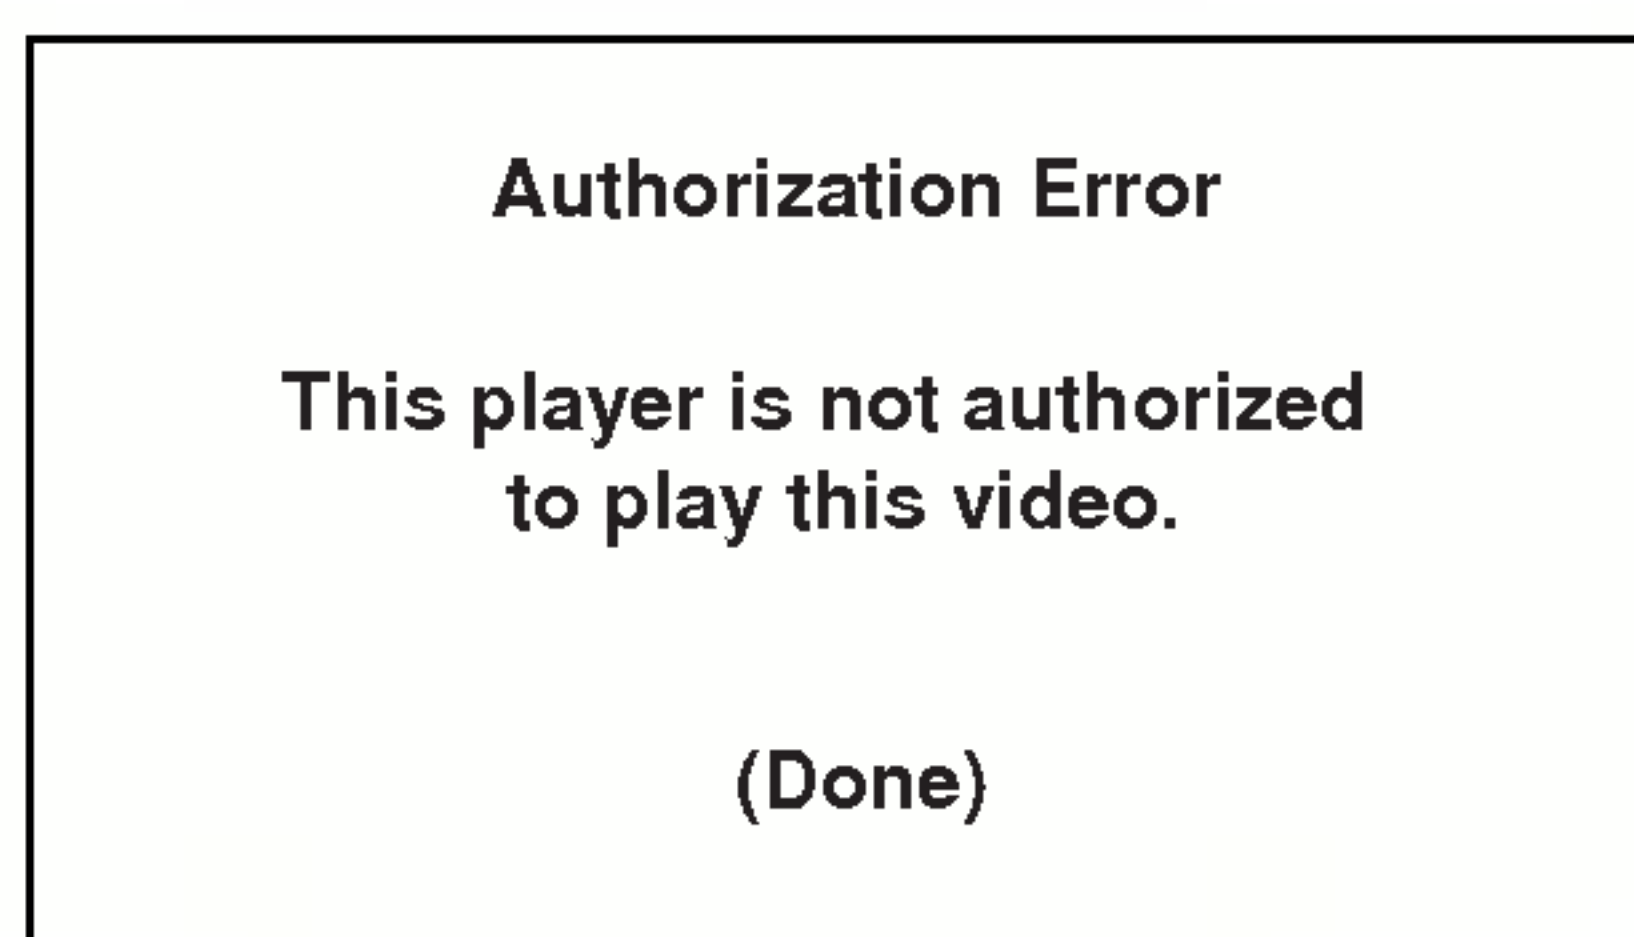 Authorization Error
This player is not authorized
to play this video.
(Done)